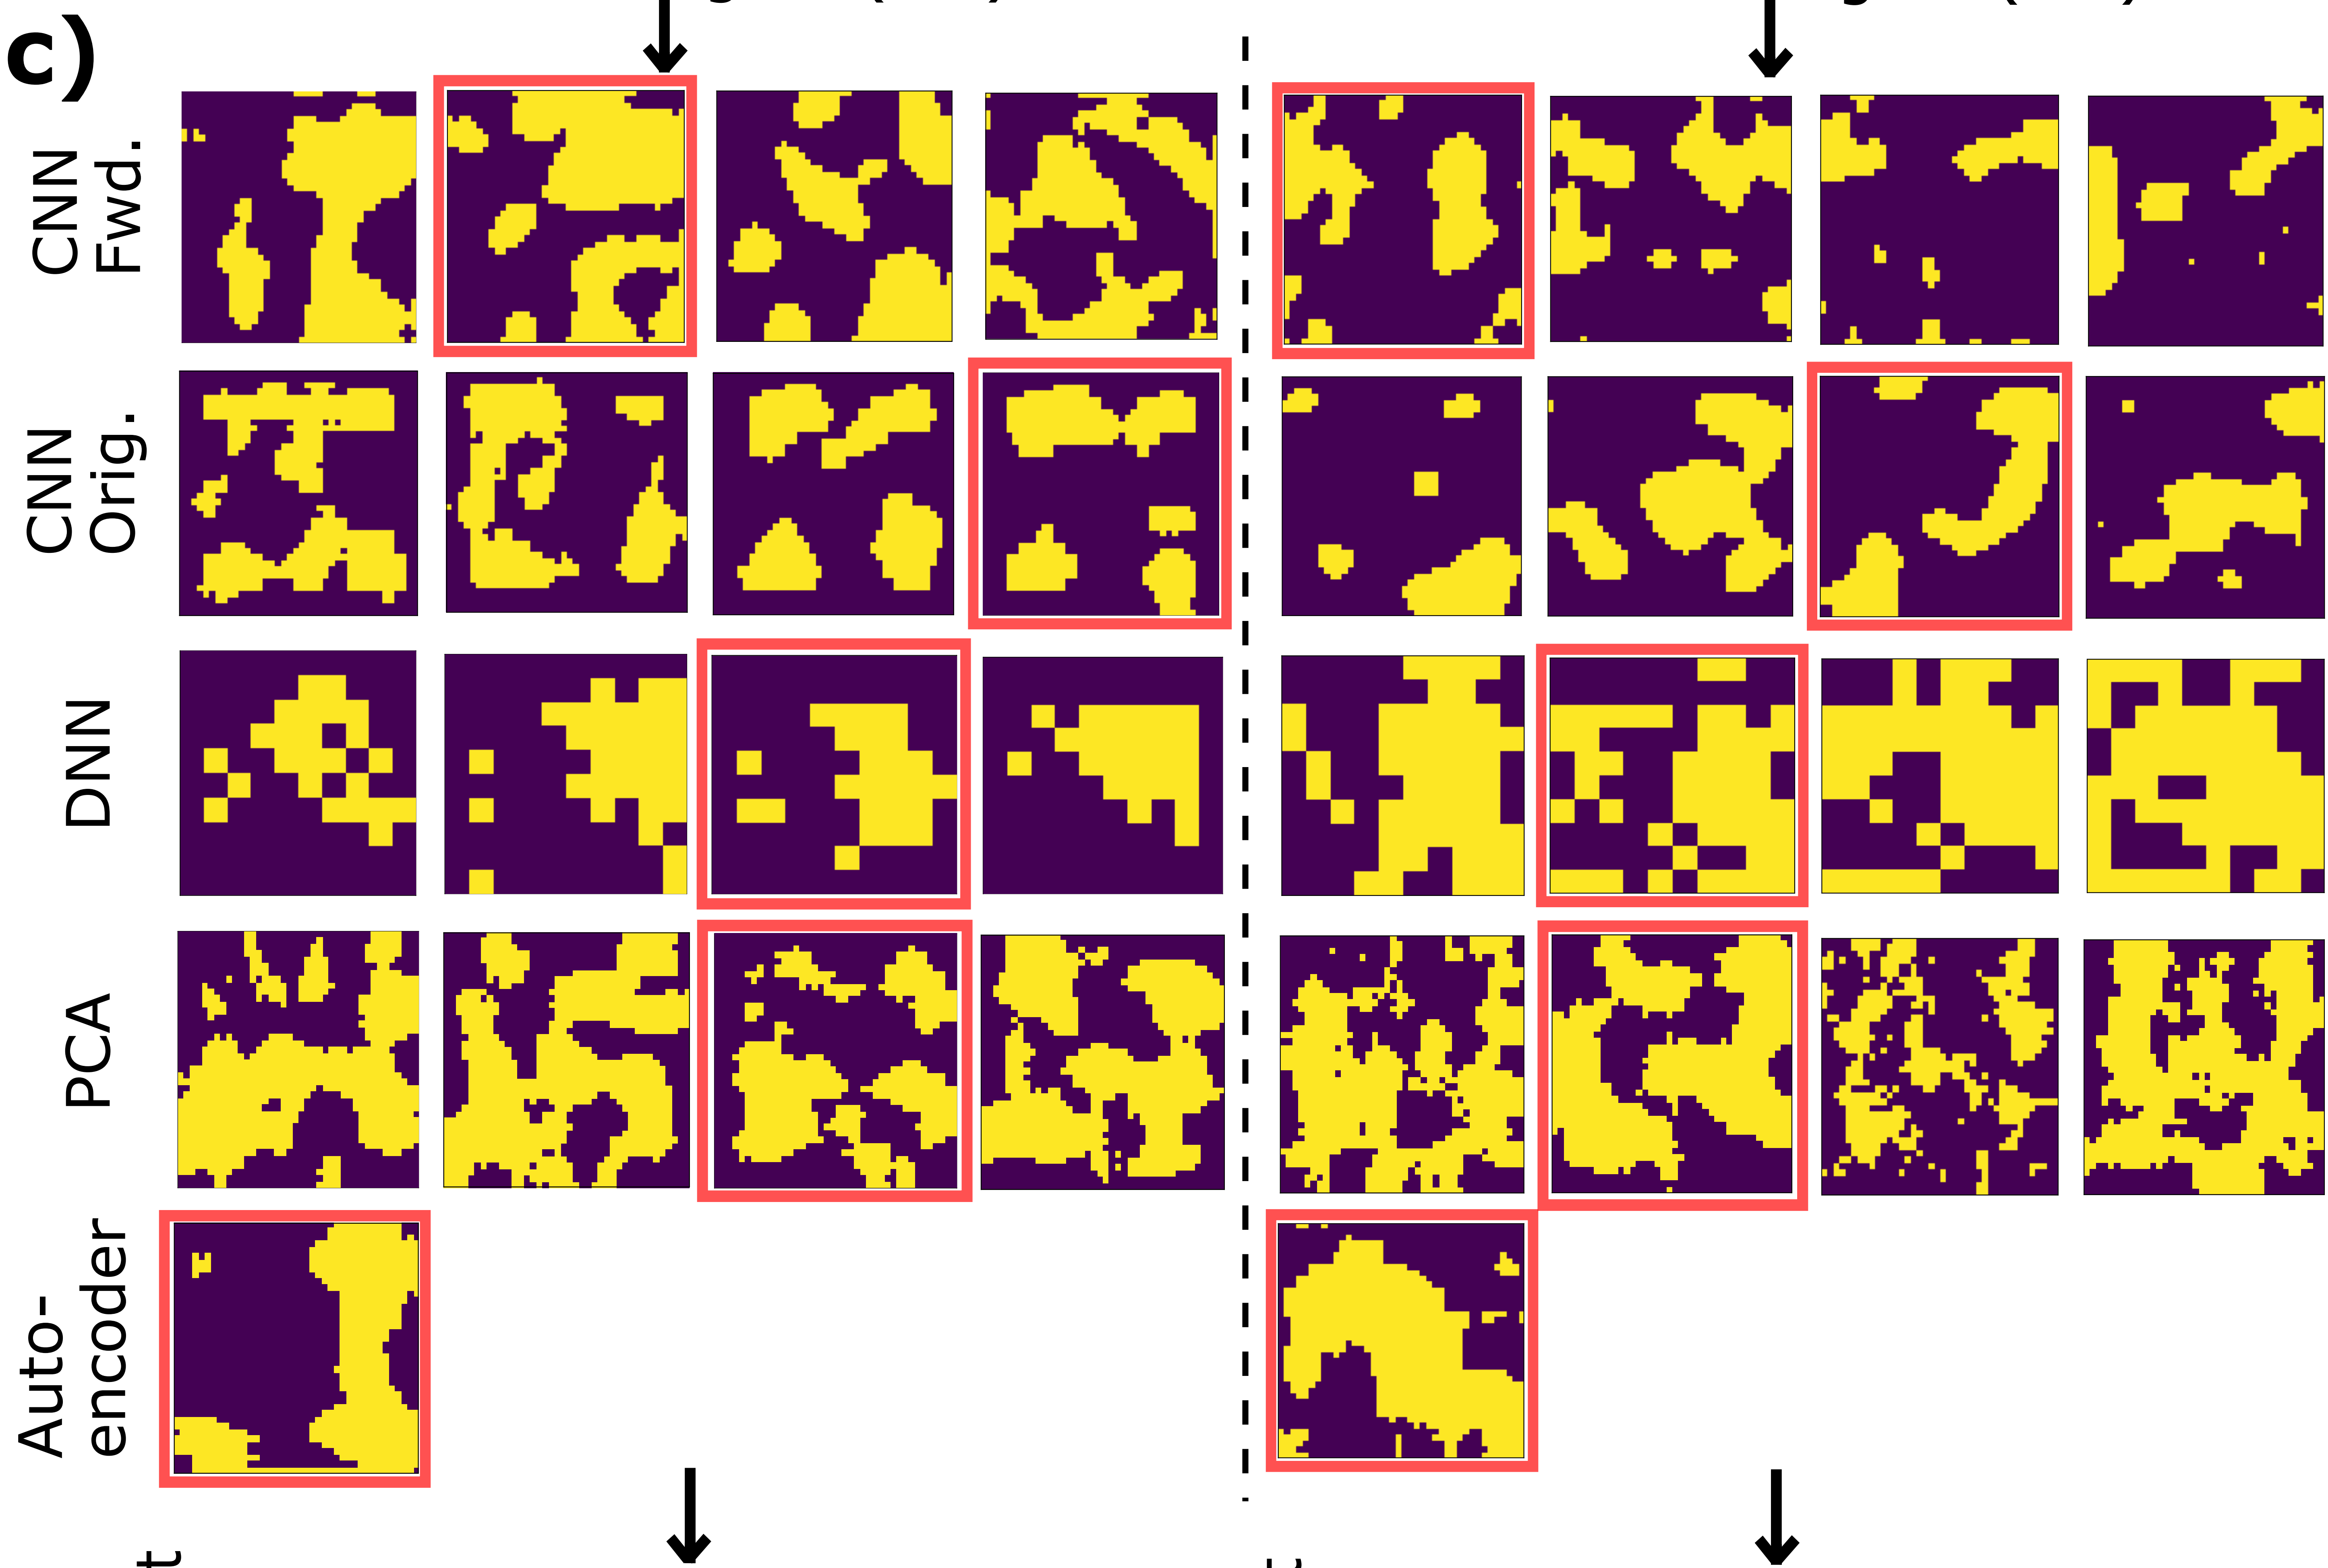 c)
CNN
Fwd.
CNN
Orig.
DNN
PCA
Auto-
encoder